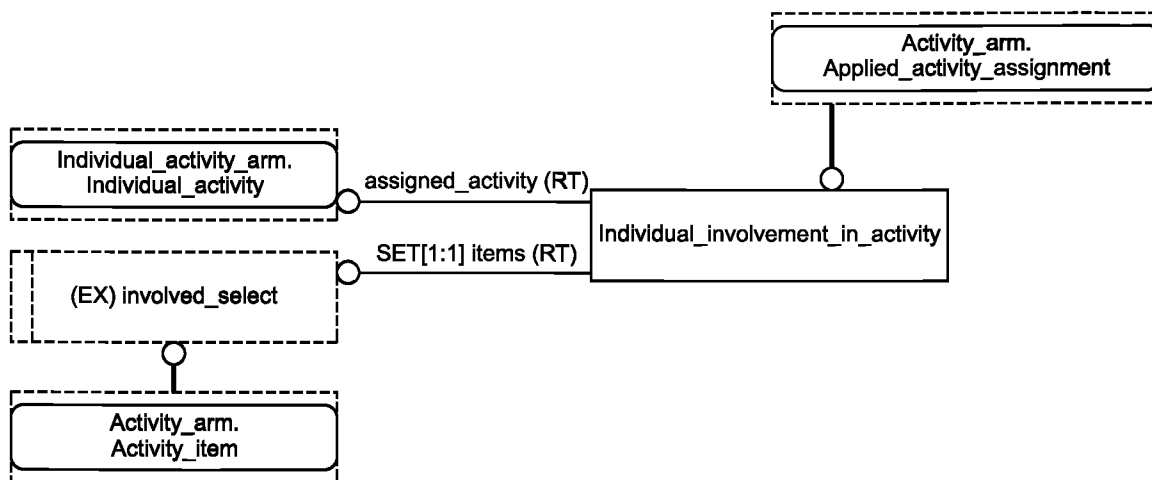 Activity_arm.
Applied_activity_assignment
Individual_activity_arm.
Individual_activity
assigned_activity (RT)
Individual_involvement_in_activity
SET[1:1] items (RT)
(EX) involved_select
Activity_arm.
Activity_item